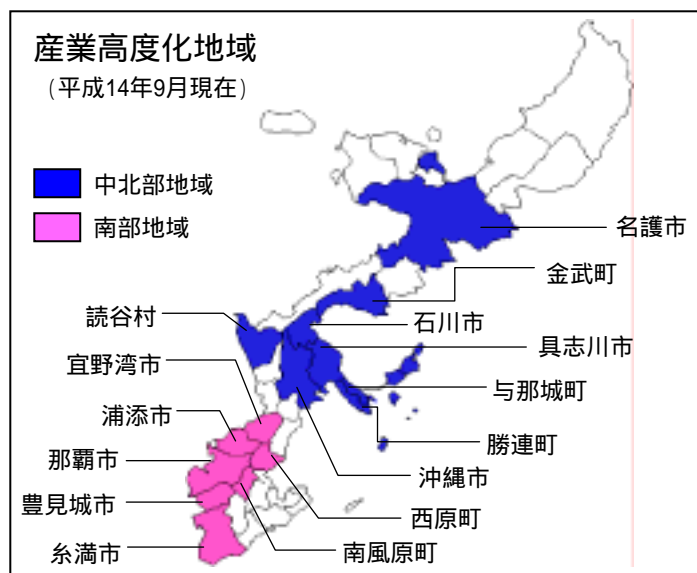 産業高度化地域
（平成14年9月現在）
中北部地域
南部地域
名護市
金武町
石川市
読谷村
具志川市
宜野湾市
与那城町
浦添市
勝連町
那覇市
沖縄市
豊見城市
西原町
南風原町
糸満市